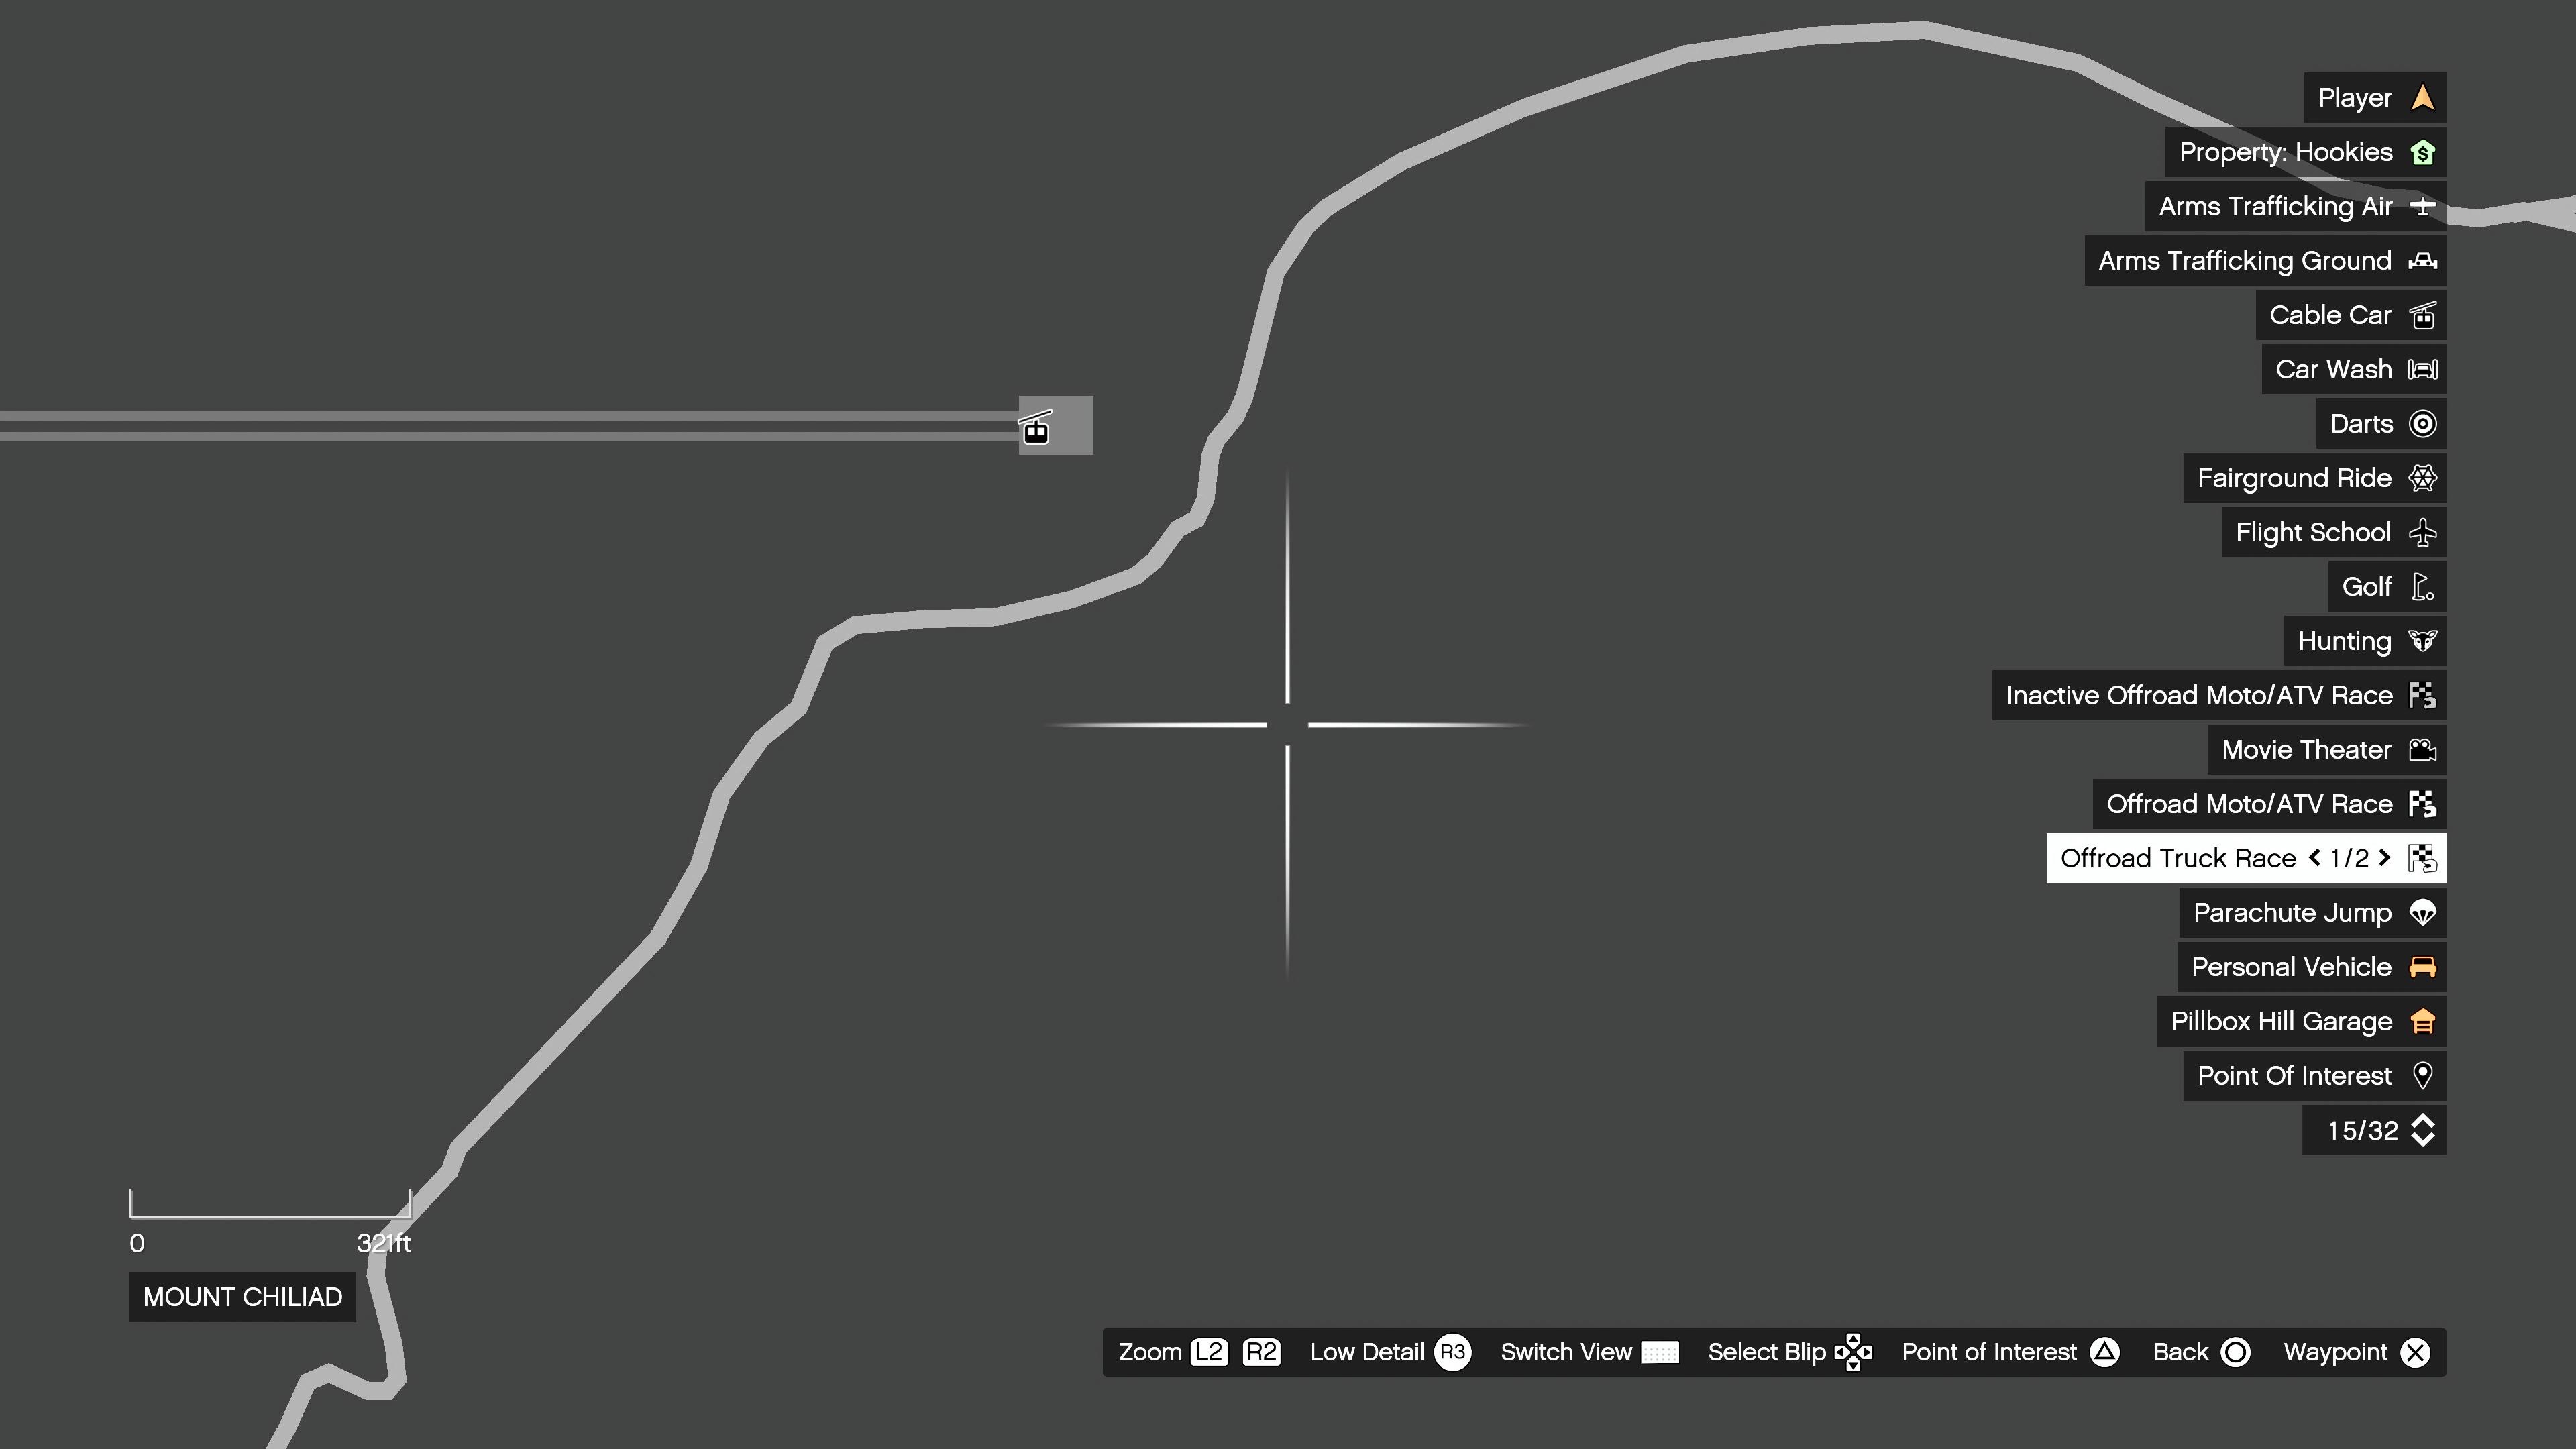 Player
Property: Hookies
Arms Trafficking Air
Arms Trafficking Ground
Cable Car
Car Wash
Darts
Fairground Ride
Flight School
Golf
Hunting
Inactive Offroad Moto/ATV Race
Movie Theater
Offroad Moto/ATV Race
Offroad Truck Race < 1/2 >
Parachute Jump
Personal Vehicle
Pillbox Hill Garage
Point Of Interest
15/32
0 321ft
MOUNT CHILIAD
Zoom L2 R2 Low Detail R3 Switch View Select Blip Point of Interest Back Waypoint